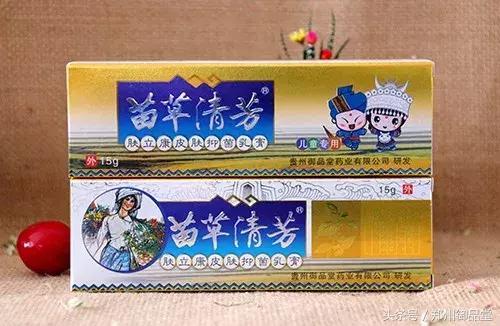 苗草清芳®
肤立康皮肤抑菌乳膏
儿童专用
外 15g
贵州御品堂药业有限公司 研发
15g 外
苗草清芳®
肤立康皮肤抑菌乳膏
贵州御品堂药业有限公司 研发
头条号 / 郑州御品堂